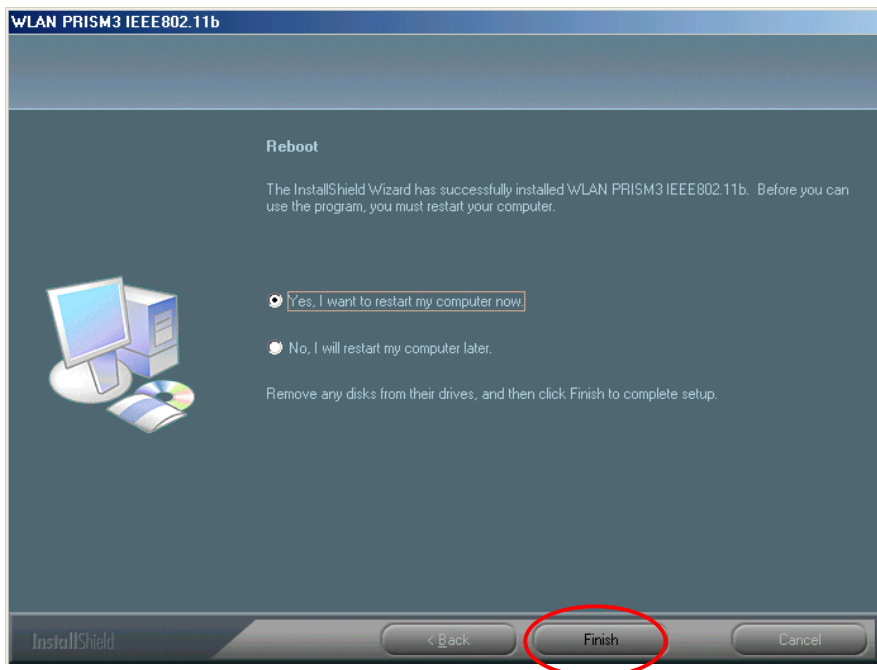 WLAN PRISM3 IEEE802.11b
Reboot
The InstallShield Wizard has successfully installed WLAN PRISM3 IEEE802.11b. Before you can
use the program, you must restart your computer.
Yes, I want to restart my computer now.
No, I will restart my computer later.
Remove any disks from their drives, and then click Finish to complete setup.
InstallShield
< Back
Finish
Cancel